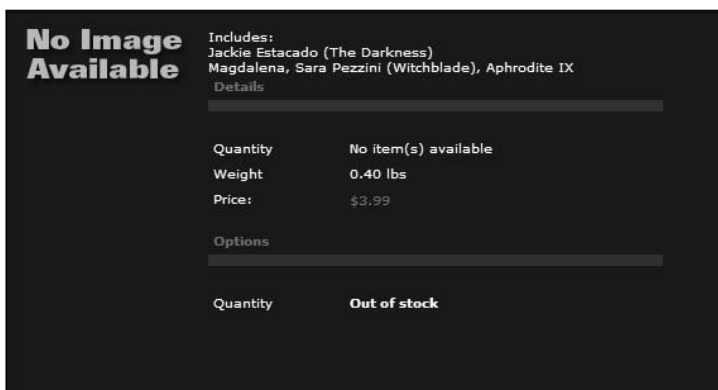 No Image
Available
Includes:
Jackie Estacado (The Darkness)
Magdalena, Sara Pezzini (Witchblade), Aphrodite IX
Details
Quantity No item(s) available
Weight 0.40 lbs
Price: $3.99
Options
Quantity Out of stock